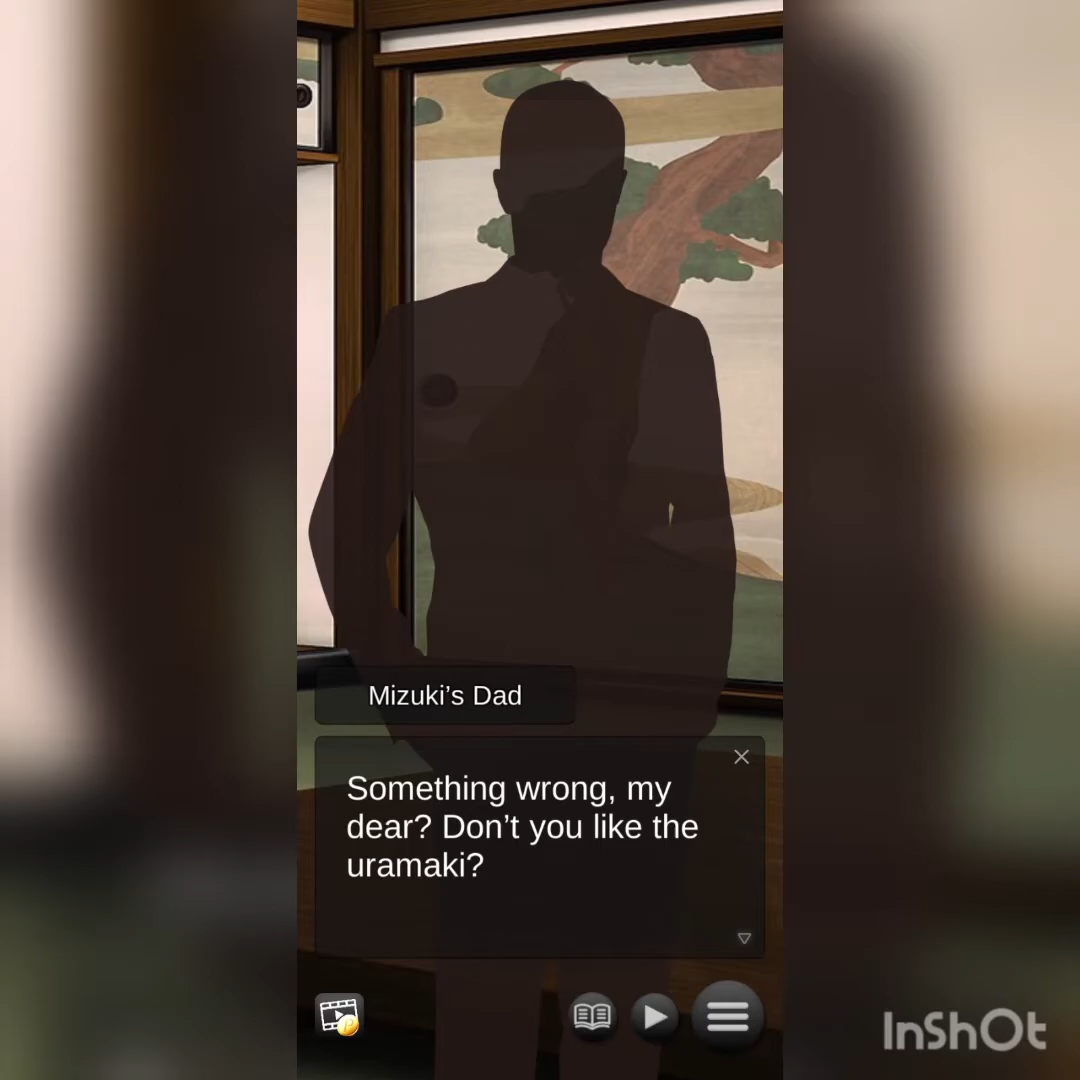 Mizuki’s Dad
Something wrong, my
dear? Don’t you like the
uramaki?
InShOt